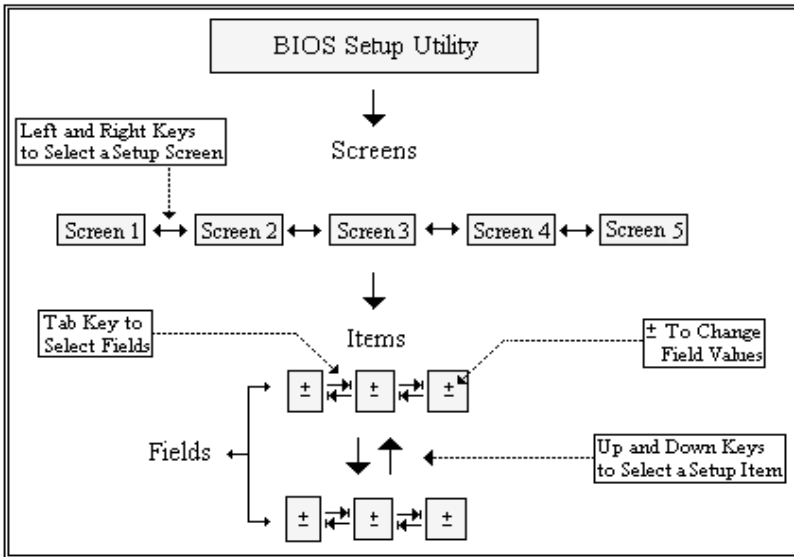 BIOS Setup Utility
Left and Right Keys
to Select a Setup Screen
Screens
Screen 1
Screen 2
Screen 3
Screen 4
Screen 5
Tab Key to
Select Fields
Items
± To Change
Field Values
± ± ±
Fields
Up and Down Keys
to Select a Setup Item
± ± ±